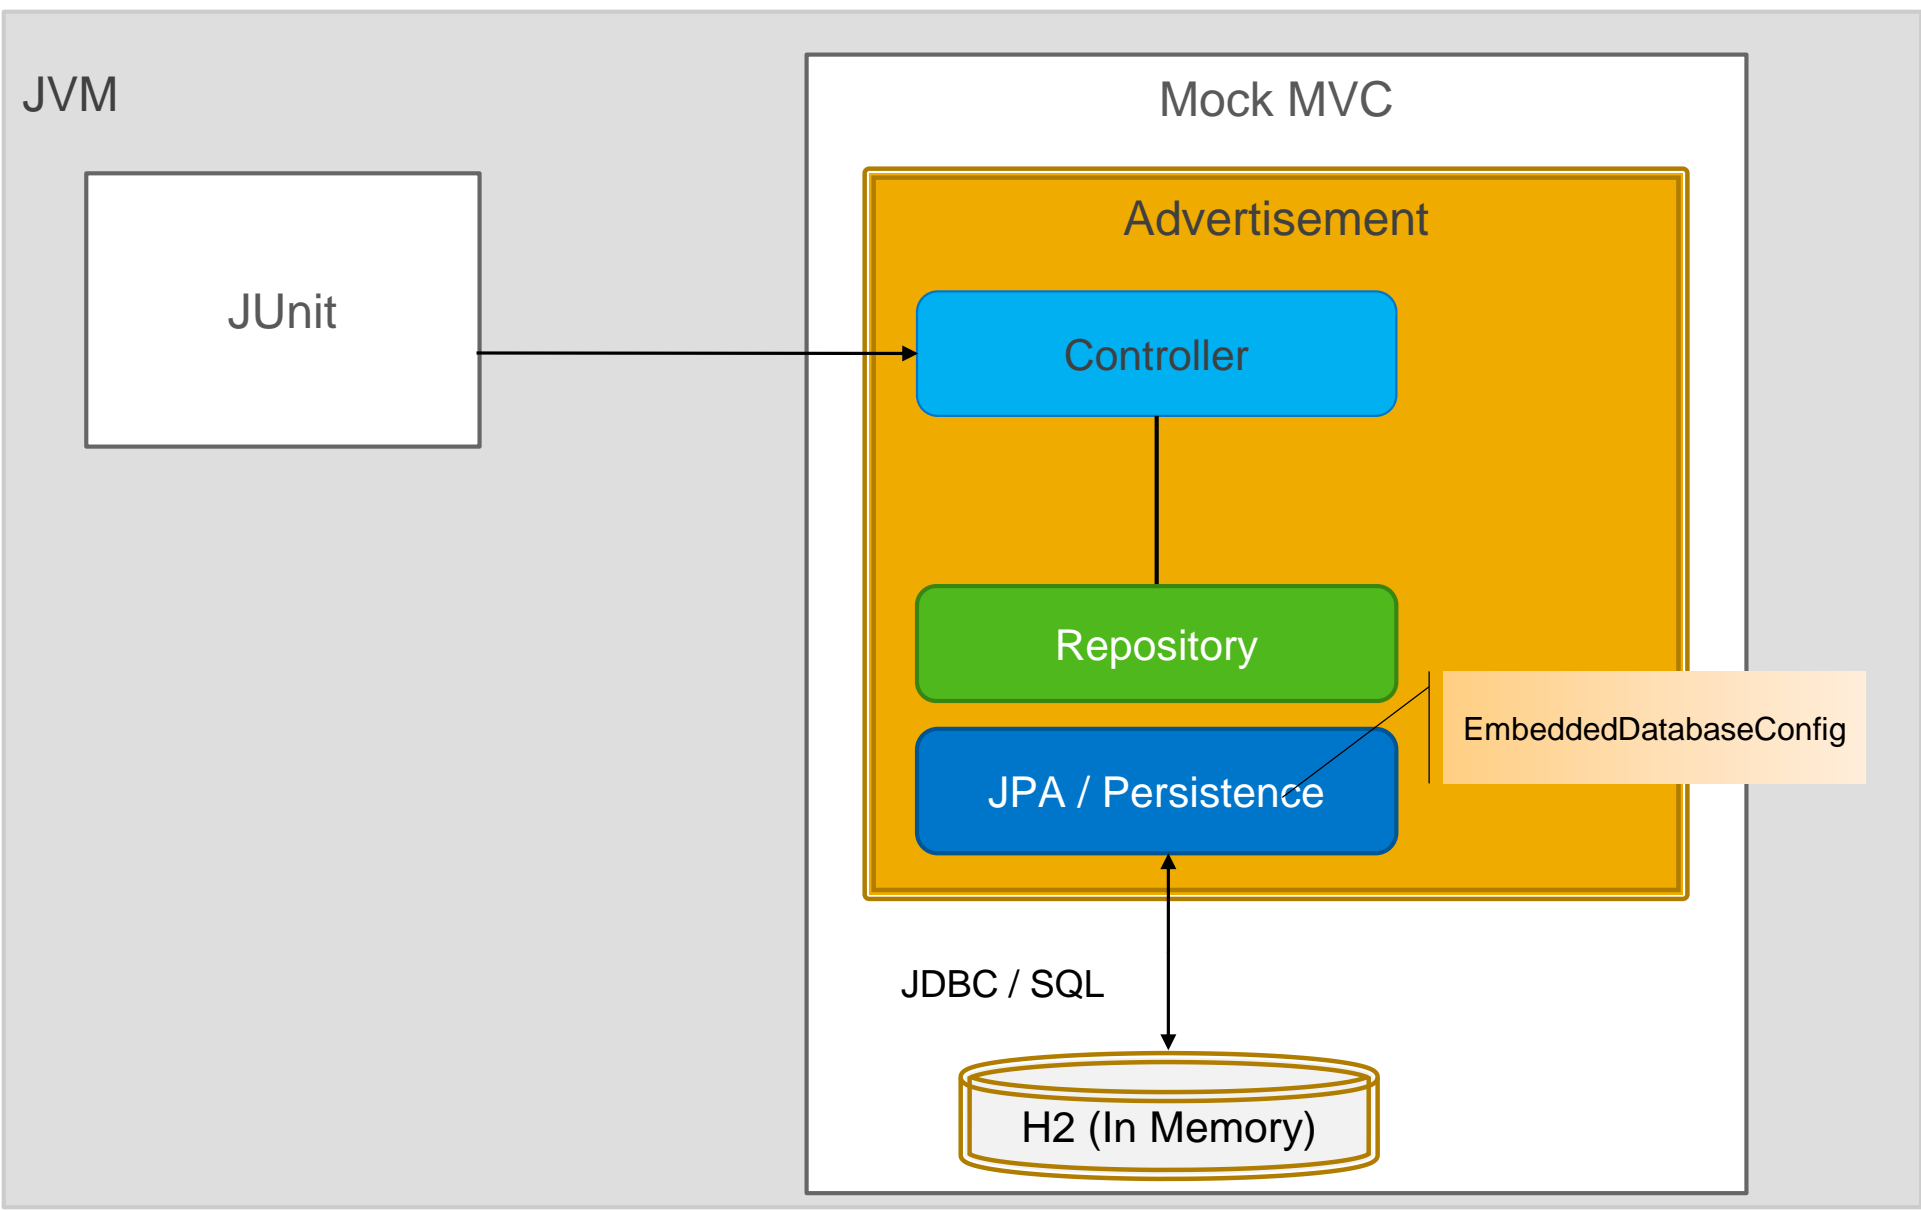 JVM
Mock MVC
Advertisement
JUnit
Controller
Repository
EmbeddedDatabaseConfig
JPA / Persistence
JDBC / SQL
H2 (In Memory)